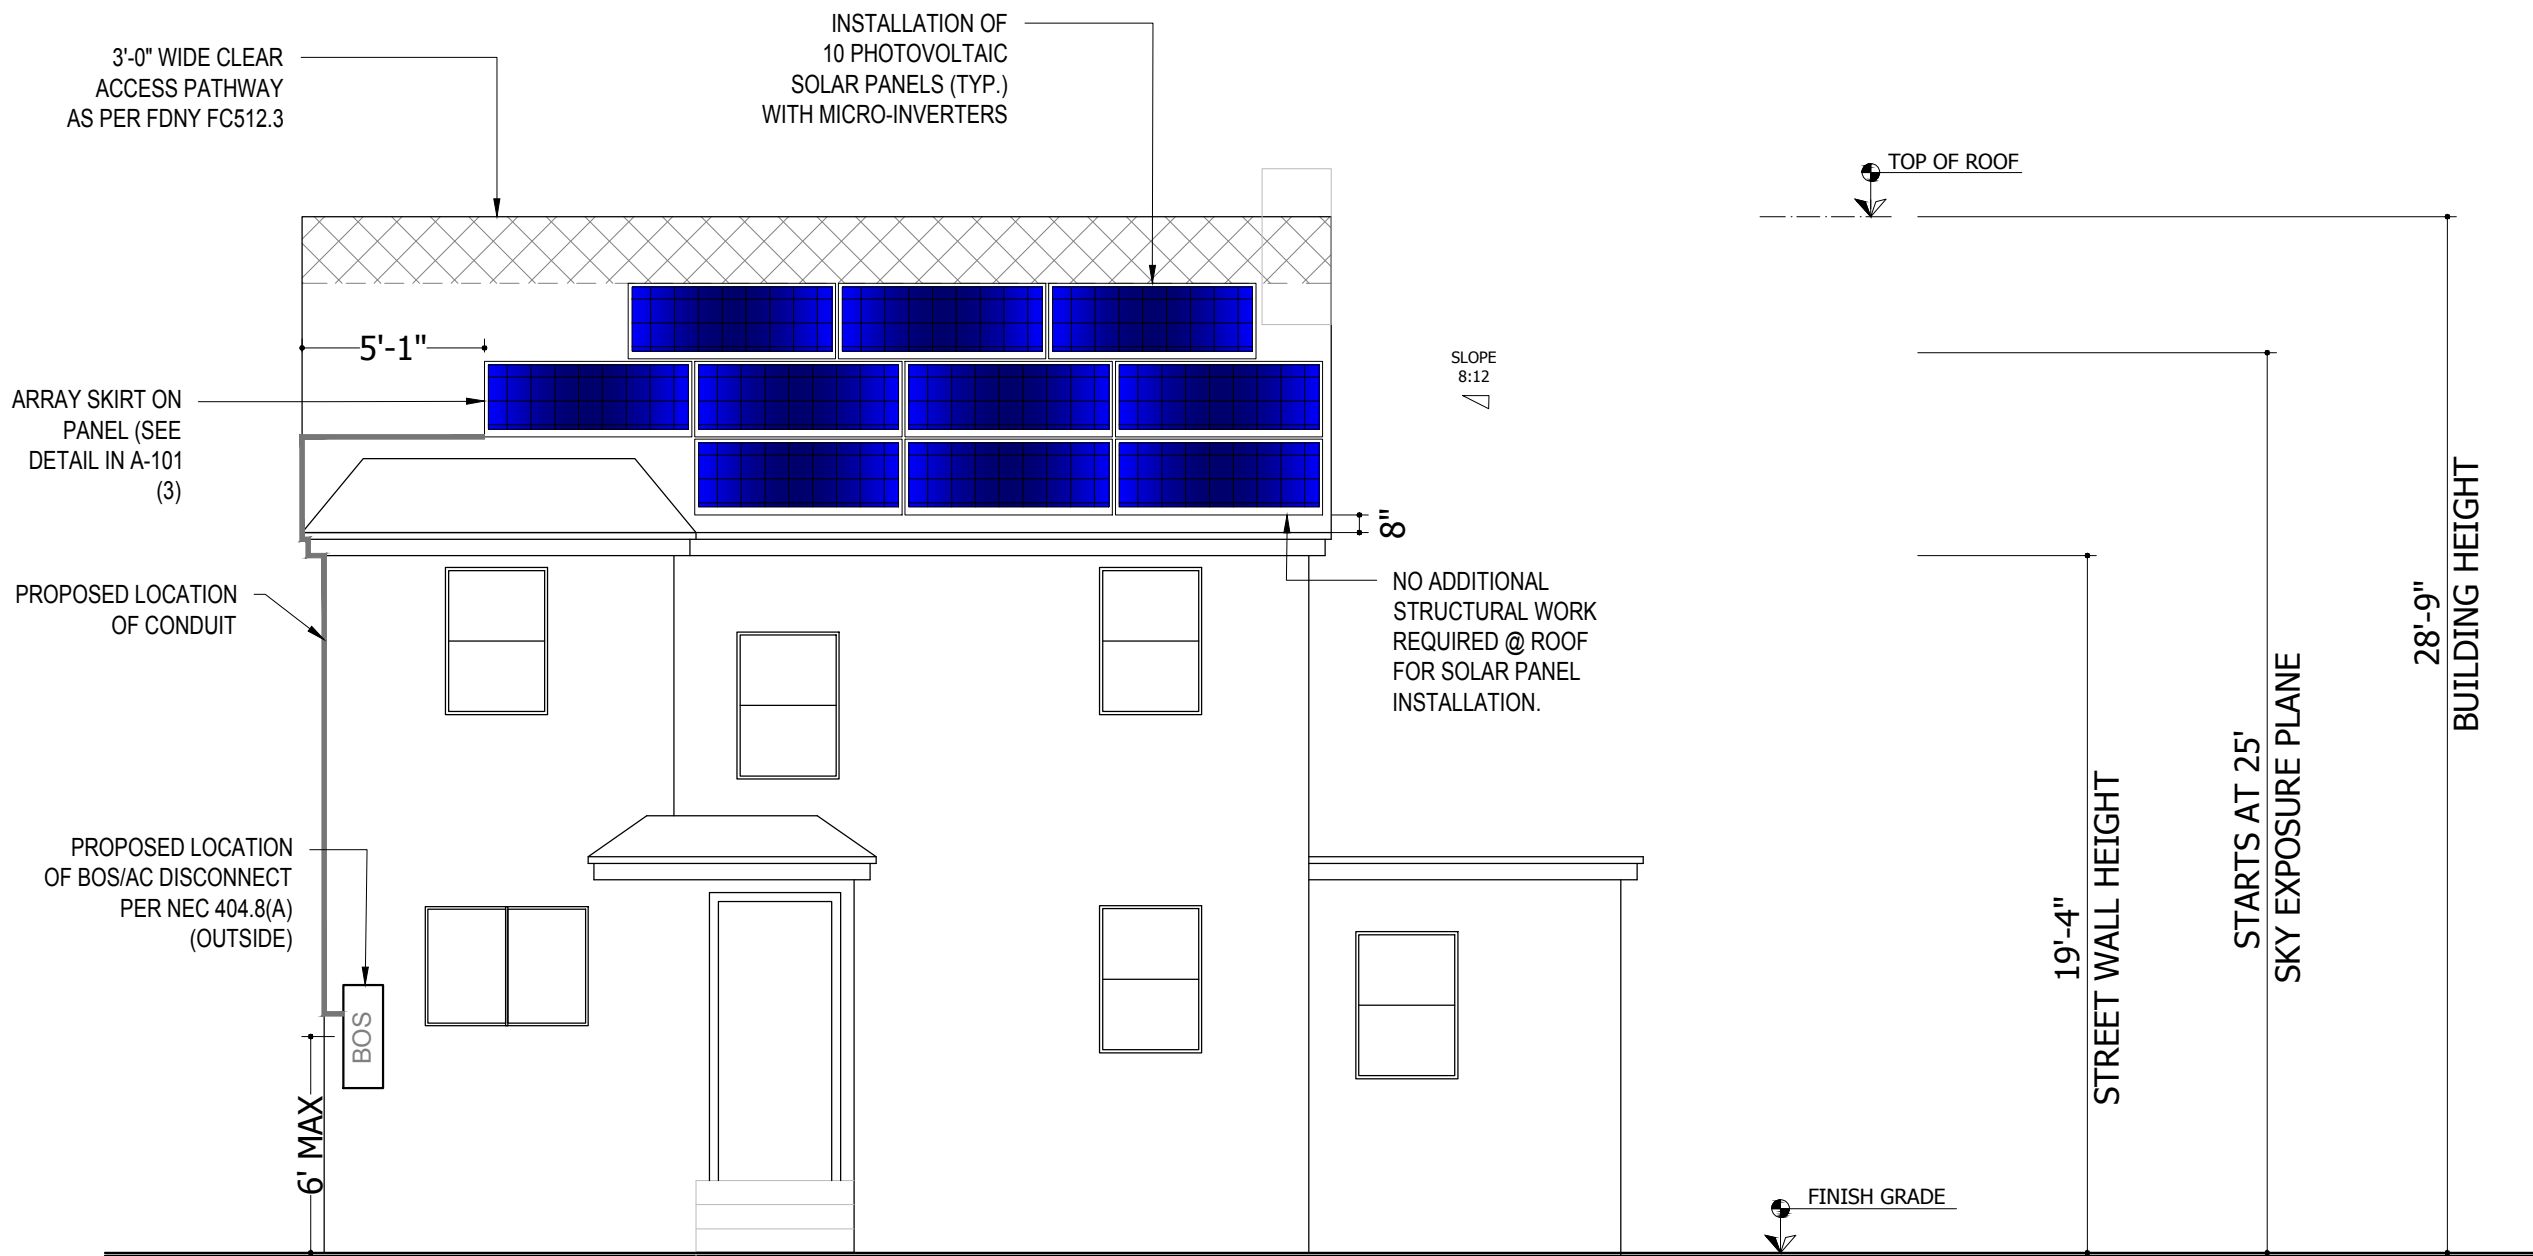 INSTALLATION OF
10 PHOTOVOLTAIC
SOLAR PANELS (TYP.)
WITH MICRO-INVERTERS
3'-0" WIDE CLEAR
ACCESS PATHWAY
AS PER FDNY FC512.3
TOP OF ROOF
5'-1"
SLOPE
8:12
ARRAY SKIRT ON
PANEL (SEE
DETAIL IN A-101
(3)
8"
NO ADDITIONAL
STRUCTURAL WORK
REQUIRED @ ROOF
FOR SOLAR PANEL
INSTALLATION.
PROPOSED LOCATION
OF CONDUIT
28'-9"
BUILDING HEIGHT
STARTS AT 25'
SKY EXPOSURE PLANE
19'-4"
STREET WALL HEIGHT
PROPOSED LOCATION
OF BOS/AC DISCONNECT
PER NEC 404.8(A)
(OUTSIDE)
BOS
6' MAX
FINISH GRADE